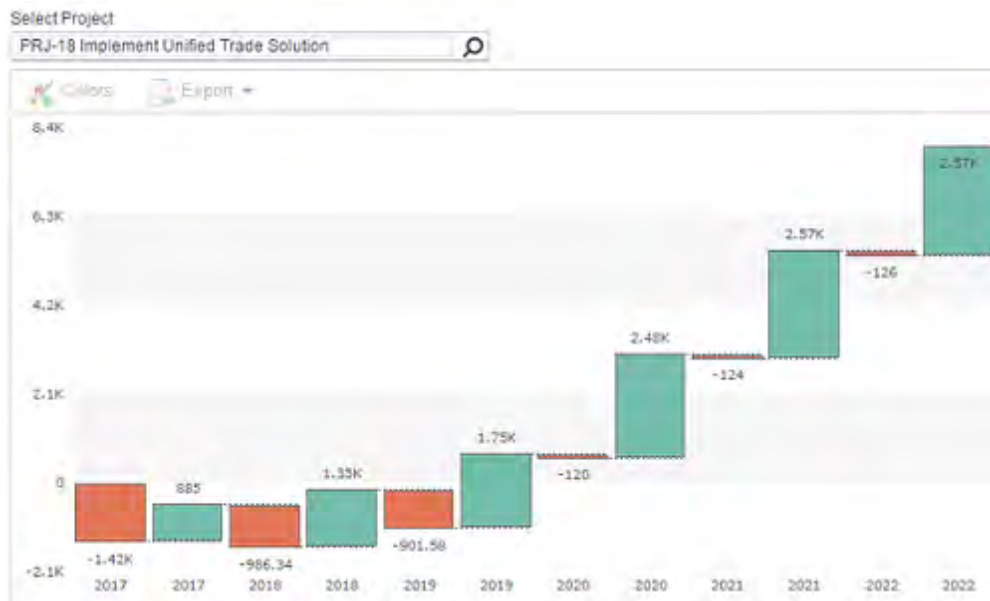 Select Project
PRJ-18 Implement Unified Trade Solution
Colors Export
8.4K
6.3K
4.2K
2.1K
0
-2.1K
-1.42K
885
-986.34
1.33K
-901.58
1.75K
-120
2.48K
-124
2.57K
-126
2.57K
2017 2017 2018 2018 2019 2019 2020 2020 2021 2021 2022 2022